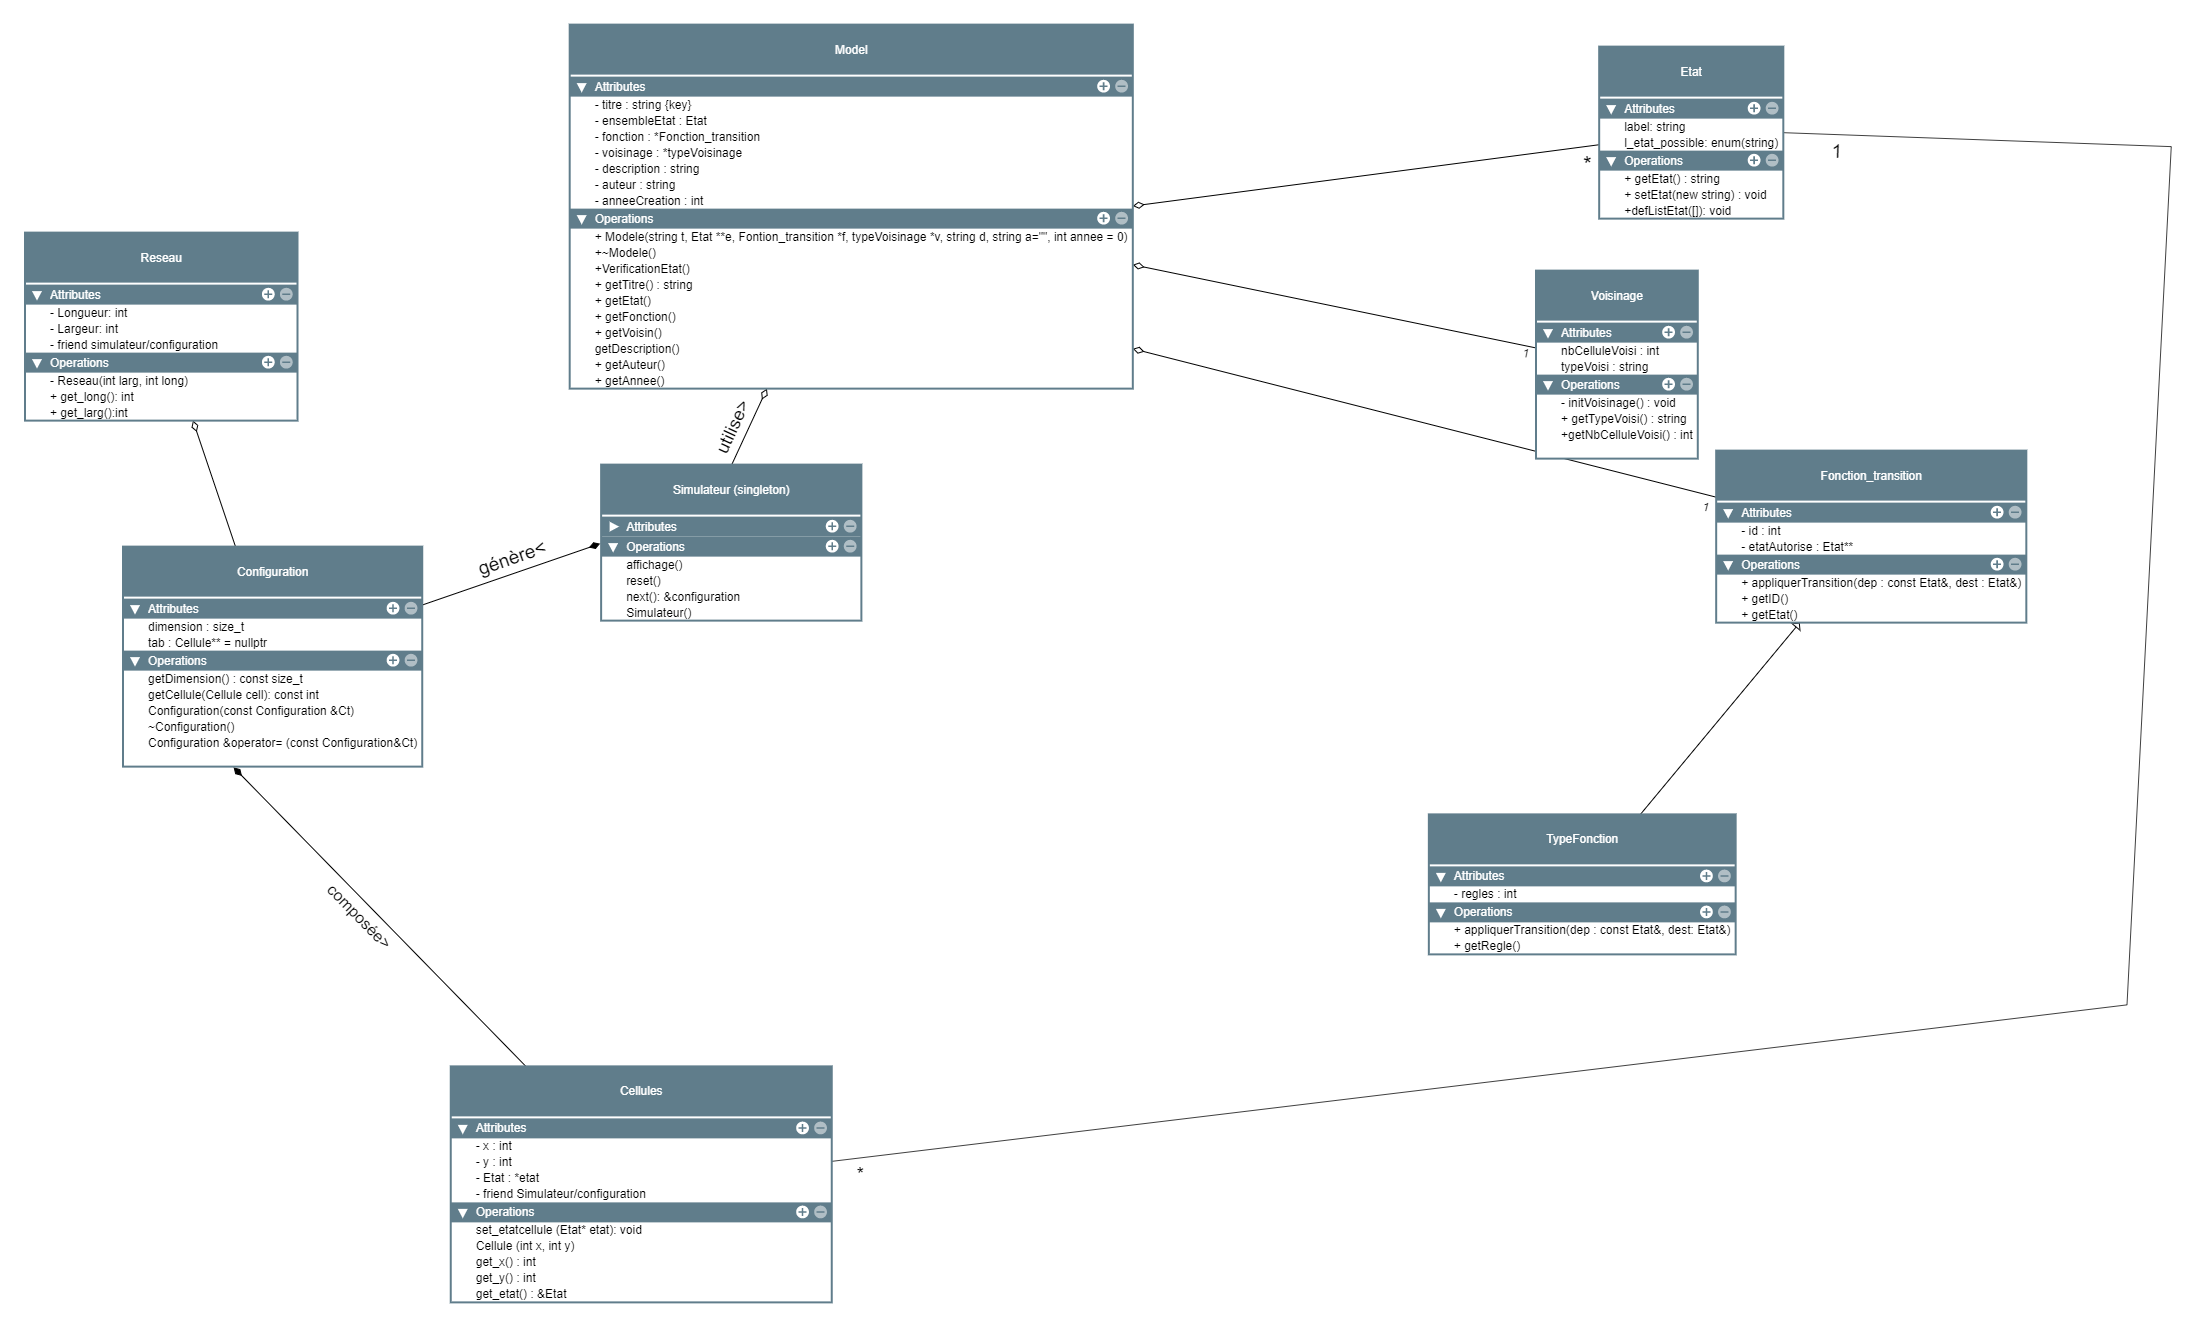 Model
Attributes
- titre : string {key}
- ensembleEtat : Etat
- fonction : *Fonction_transition
- voisinage : *typeVoisinage
- description : string
- auteur : string
- anneeCreation : int
Operations
+ Modele(string t, Etat **e, Fontion_transition *f, typeVoisinage *v, string d, string a="", int annee = 0)
+~Modele()
+VerificationEtat()
+ getTitre() : string
+ getEtat()
+ getFonction()
+ getVoisin()
getDescription()
+ getAuteur()
+ getAnnee()
Etat
Attributes
label: string
l_etat_possible: enum(string)
Operations
+ getEtat() : string
+ setEtat(new string) : void
+defListEtat([]): void
*
1
Reseau
Attributes
- Longueur: int
- Largeur: int
- friend simulateur/configuration
Operations
- Reseau(int larg, int long)
+ get_long(): int
+ get_larg():int
Voisinage
Attributes
nbCelluleVoisi : int
typeVoisi : string
Operations
- initVoisinage() : void
+ getTypeVoisi() : string
+getNbCelluleVoisi() : int
1
utilise>
Simulateur (singleton)
Attributes
Operations
affichage()
reset()
next(): &configuration
Simulateur()
génère<
Fonction_transition
Attributes
- id : int
- etatAutorise : Etat**
Operations
+ appliquerTransition(dep : const Etat&, dest : Etat&)
+ getID()
+ getEtat()
1
Configuration
Attributes
dimension : size_t
tab : Cellule** = nullptr
Operations
getDimension() : const size_t
getCellule(Cellule cell): const int
Configuration(const Configuration &Ct)
~Configuration()
Configuration &operator= (const Configuration&Ct)
composée>
TypeFonction
Attributes
- regles : int
Operations
+ appliquerTransition(dep : const Etat&, dest: Etat&)
+ getRegle()
Cellules
Attributes
- x : int
- y : int
- Etat : *etat
- friend Simulateur/configuration
Operations
set_etatcellule (Etat* etat): void
Cellule (int x, int y)
get_x() : int
get_y() : int
get_etat() : &Etat
*